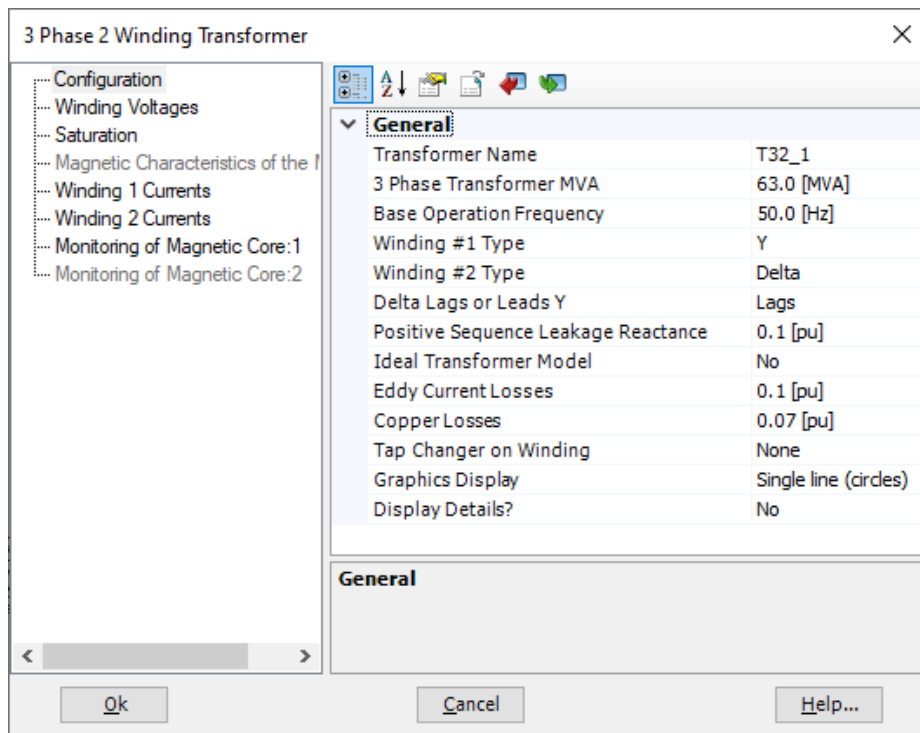 3 Phase 2 Winding Transformer
Configuration
Winding Voltages
Saturation
Magnetic Characteristics of the
Winding 1 Currents
Winding 2 Currents
Monitoring of Magnetic Core:1
Monitoring of Magnetic Core:2
General
Transformer Name T32_1
3 Phase Transformer MVA 63.0 [MVA]
Base Operation Frequency 50.0 [Hz]
Winding #1 Type Y
Winding #2 Type Delta
Delta Lags or Leads Y Lags
Positive Sequence Leakage Reactance 0.1 [pu]
Ideal Transformer Model No
Eddy Current Losses 0.1 [pu]
Copper Losses 0.07 [pu]
Tap Changer on Winding None
Graphics Display Single line (circles)
Display Details? No
General
Ok Cancel Help...